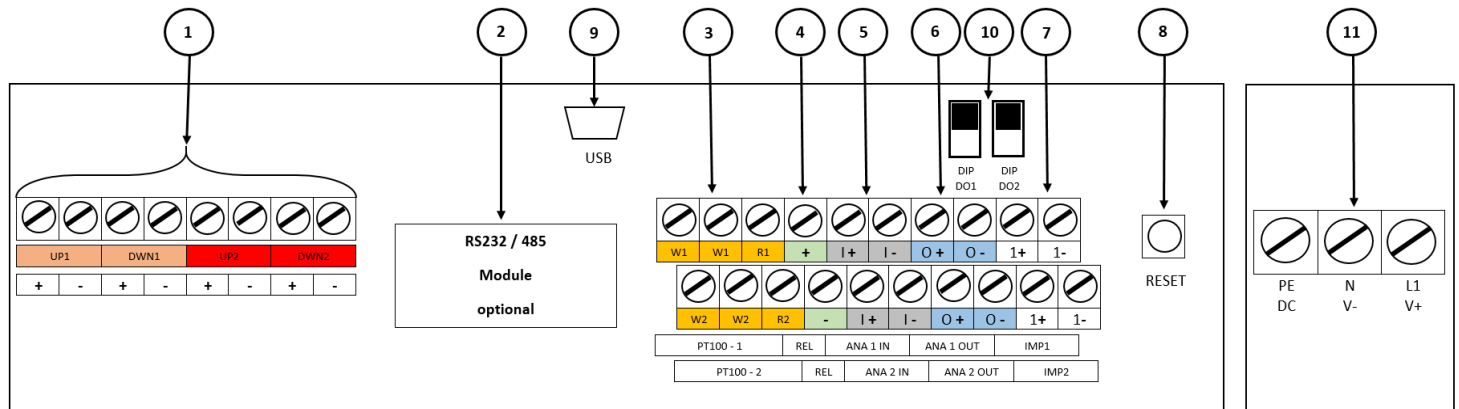 1 2 9 3 4 5 6 10 7 8 11
USB
DIP DIP
DO1 DO2
UP1 DWN1 UP2 DWN2
+ - + - + - + -
RS232 / 485
Module
optional
W1 W1 R1 + I+ I- O+ O- 1+ 1-
W2 W2 R2 - I+ I- O+ O- 1+ 1-
PT100 - 1 REL ANA 1 IN ANA 1 OUT IMP1
PT100 - 2 REL ANA 2 IN ANA 2 OUT IMP2
RESET
PE N L1
DC V- V+